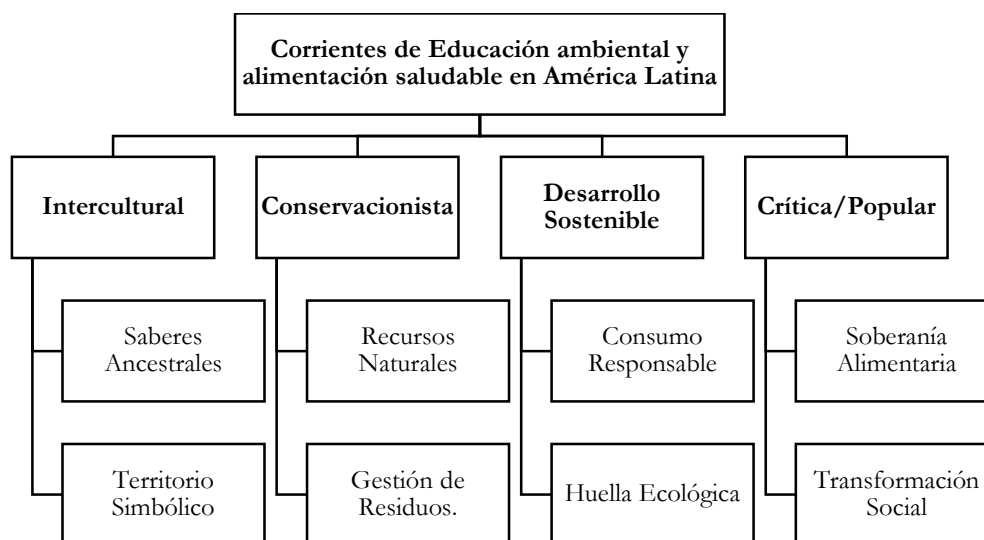 Corrientes de Educación ambiental y
alimentación saludable en América Latina
Intercultural
Conservacionista
Desarrollo
Sostenible
Crítica/Popular
Saberes
Ancestrales
Recursos
Naturales
Consumo
Responsable
Soberanía
Alimentaria
Territorio
Simbólico
Gestión de
Residuos.
Huella Ecológica
Transformación
Social